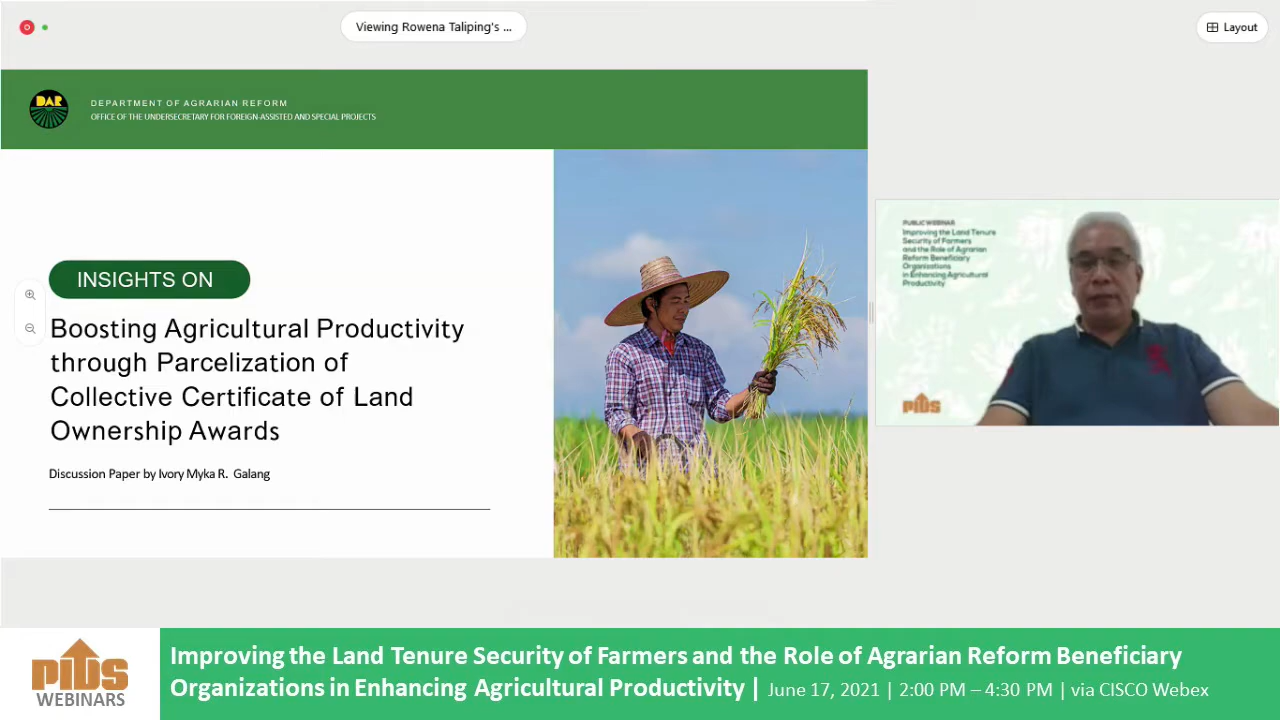 Viewing Rowena Taliping's ...
Layout
DAR
DEPARTMENT OF AGRARIAN REFORM
OFFICE OF THE UNDERSECRETARY FOR FOREIGN-ASSISTED AND SPECIAL PROJECTS
INSIGHTS ON
Boosting Agricultural Productivity
through Parcelization of
Collective Certificate of Land
Ownership Awards
Discussion Paper by Ivory Myka R. Galang
PUBLIC WEBINAR
Improving the Land Tenure
Security of Farmers
and the Role of Agrarian
Reform Beneficiary
Organizations
in Enhancing Agricultural
Productivity
PIDS
PIDS
WEBINARS
Improving the Land Tenure Security of Farmers and the Role of Agrarian Reform Beneficiary
Organizations in Enhancing Agricultural Productivity | June 17, 2021 | 2:00 PM – 4:30 PM | via CISCO Webex